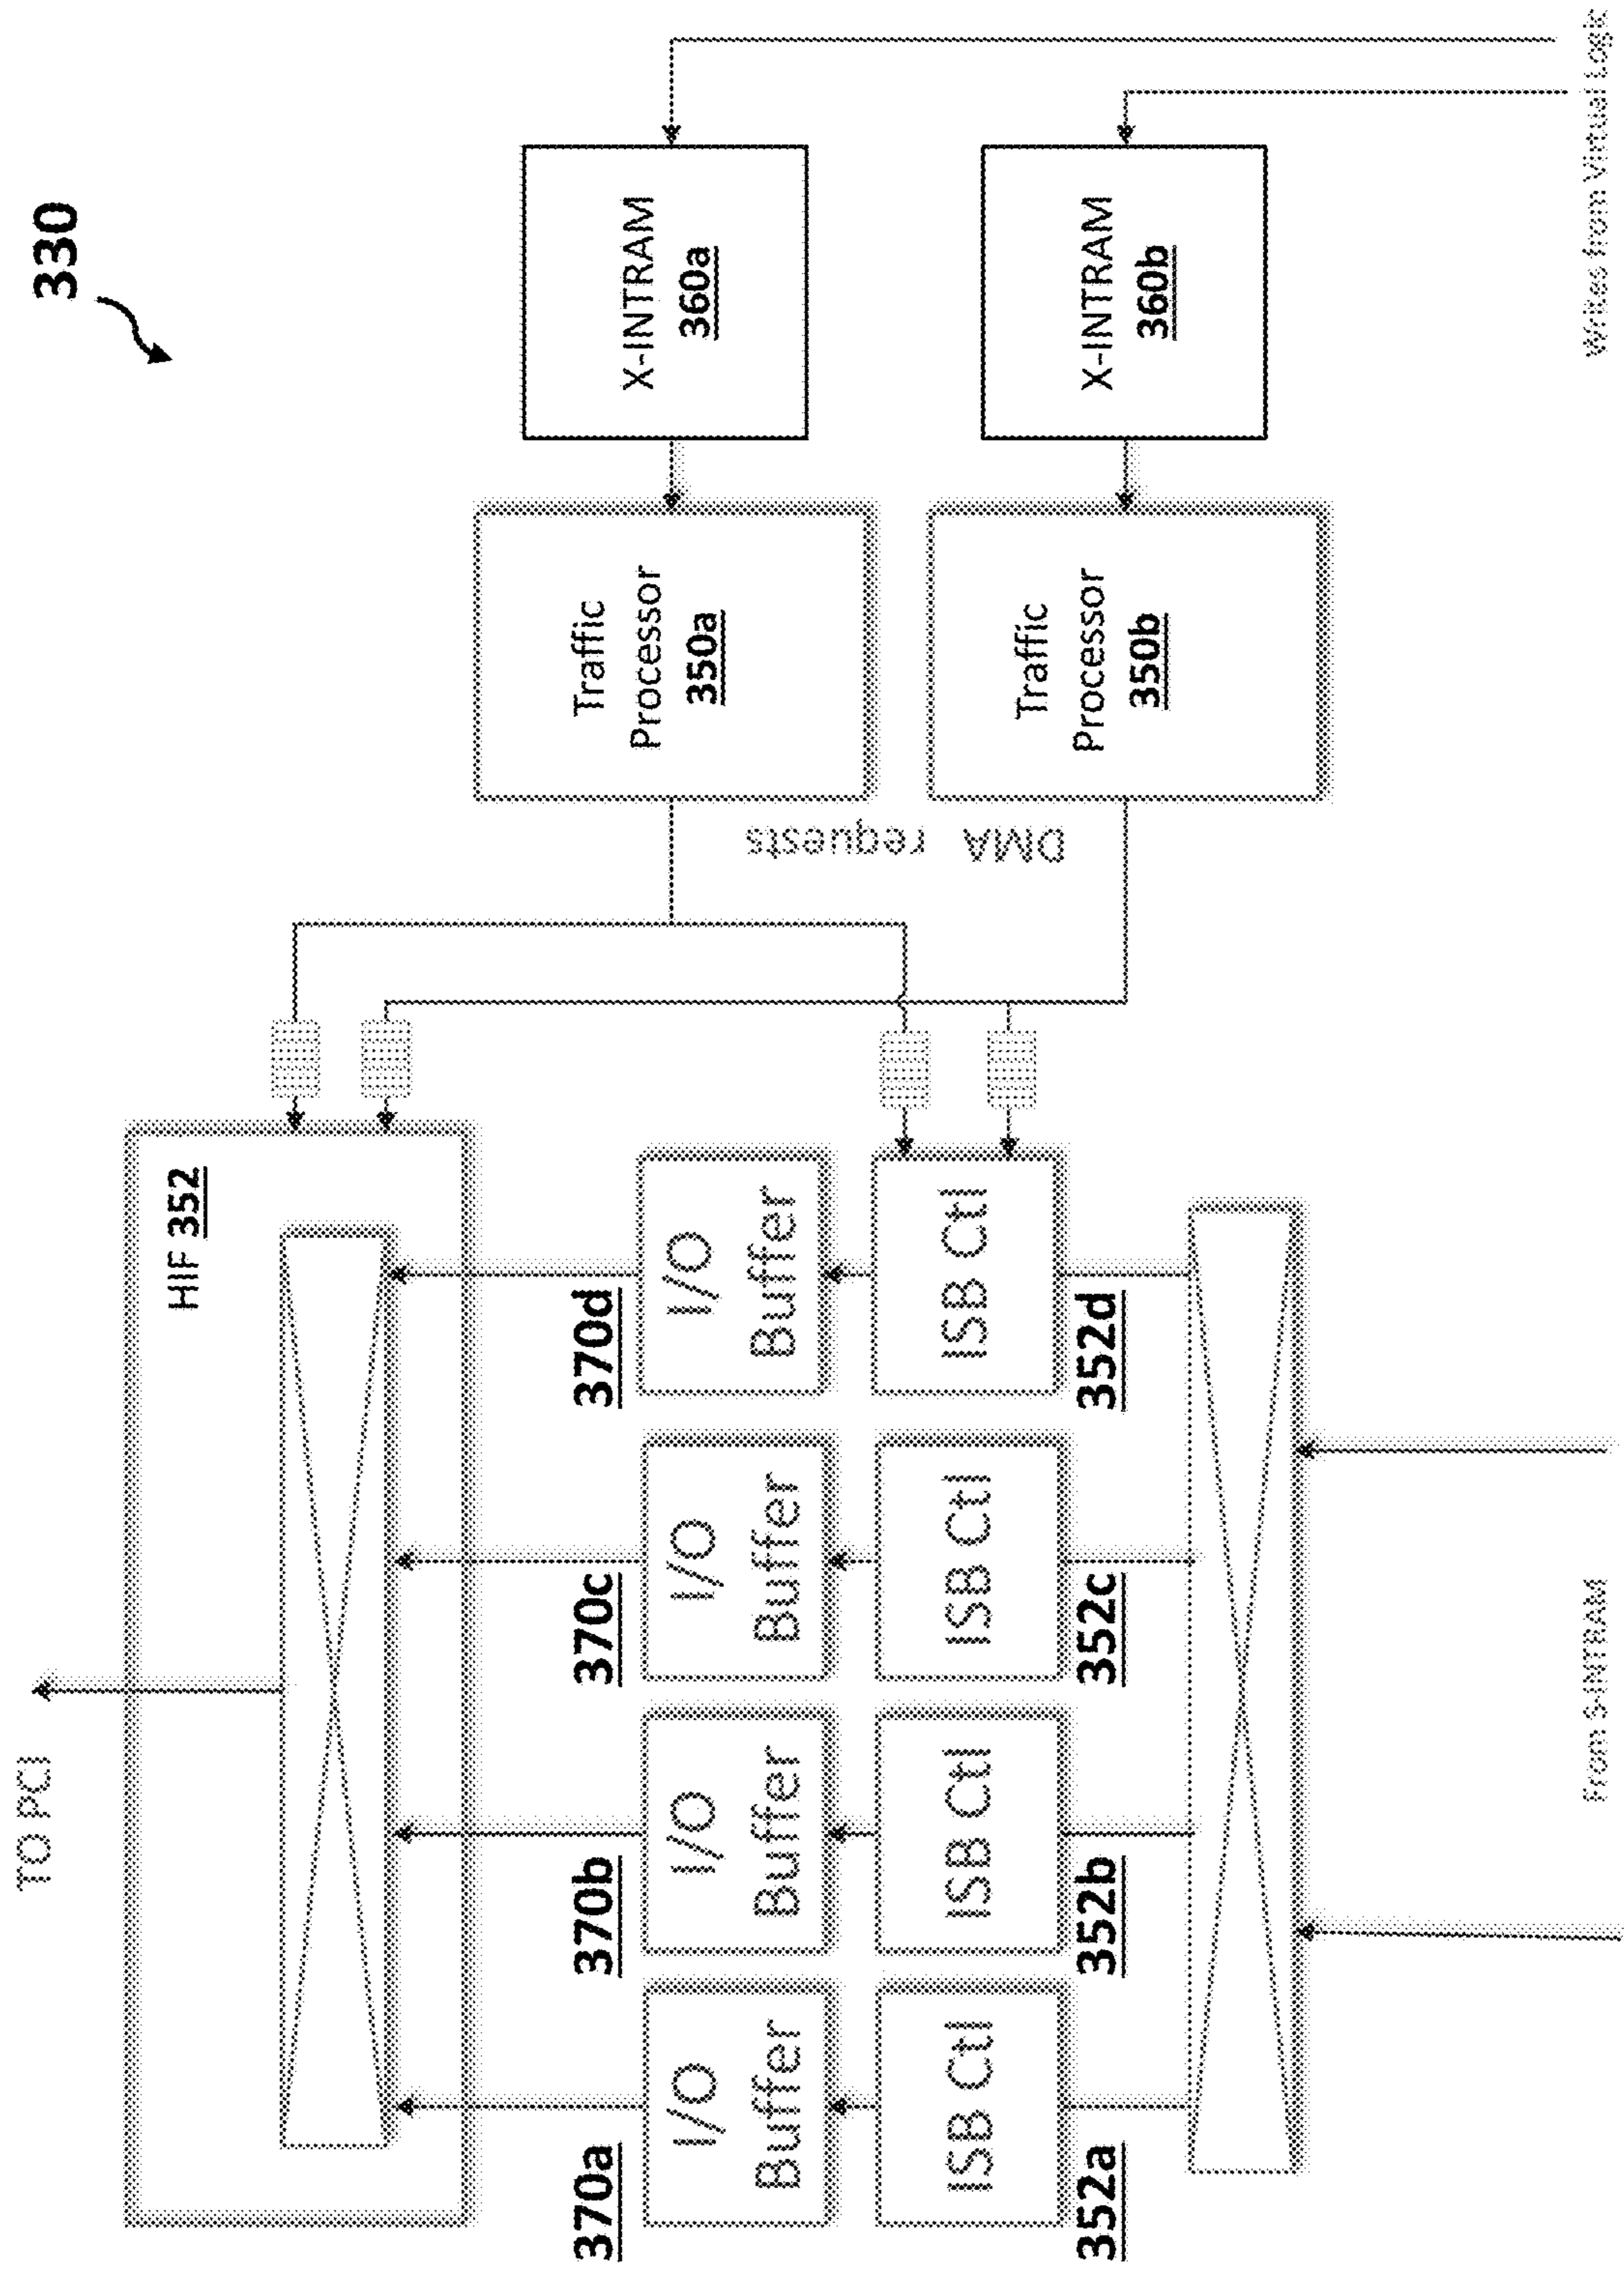 330
TO PCI
HIF 352
370a
370b
370c
370d
I/O
Buffer
I/O
Buffer
I/O
Buffer
I/O
Buffer
ISB Ctl
ISB Ctl
ISB Ctl
ISB Ctl
352a
352b
352c
352d
From S-INTRAM
DMA requests
Traffic
Processor
350a
Traffic
Processor
350b
X-INTRAM
360a
X-INTRAM
360b
Writes from Virtual Logic